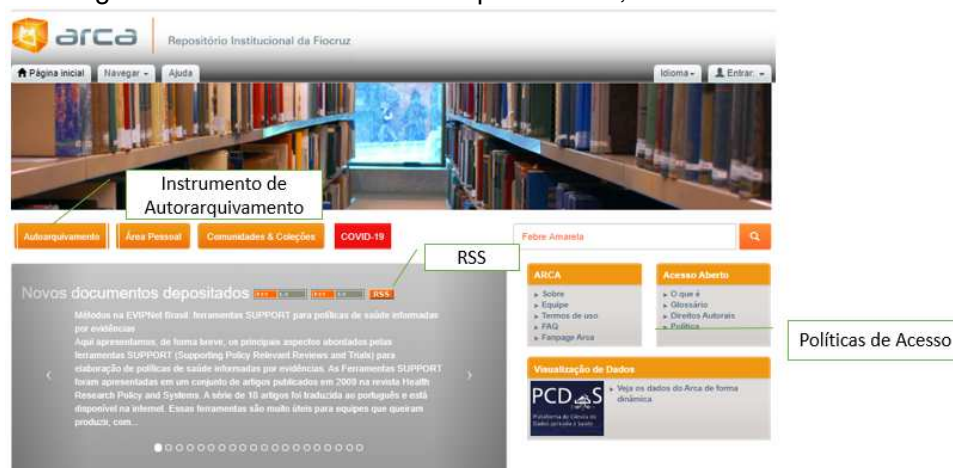 arca
Repositório Institucional da Fiocruz
Página inicial
Navegar
Ajuda
Idioma
Entrar:
Instrumento de
Autorarquivamento
Autoarquivamento
Área Pessoal
Comunidades & Coleções
COVID-19
Febre Amarela
RSS
Novos documentos depositados
RSS
Métodos na EVIPNet Brasil: ferramentas SUPPORT para políticas de saúde informadas
por evidências
Aqui apresentamos, de forma breve, os principais aspectos abordados pelas
ferramentas SUPPORT (Supporting Policy Relevant Reviews and Trials) para
elaboração de políticas de saúde informadas por evidências. As Ferramentas SUPPORT
foram apresentadas em um conjunto de artigos publicados em 2009 na revista Health
Research Policy and Systems. A série de 18 artigos foi traduzida ao português e está
disponível na internet. Essas ferramentas são muito úteis para equipes que queiram
produzir, com...
ARCA
Sobre
Equipe
Termos de uso
FAQ
Fanpage Arca
Acesso Aberto
O que é
Glossário
Direitos Autorais
Política
Políticas de Acesso
Visualização de Dados
PCDaS
Plataforma de Ciência de
Dados aplicada à Saúde
Veja os dados do Arca de forma
dinâmica.